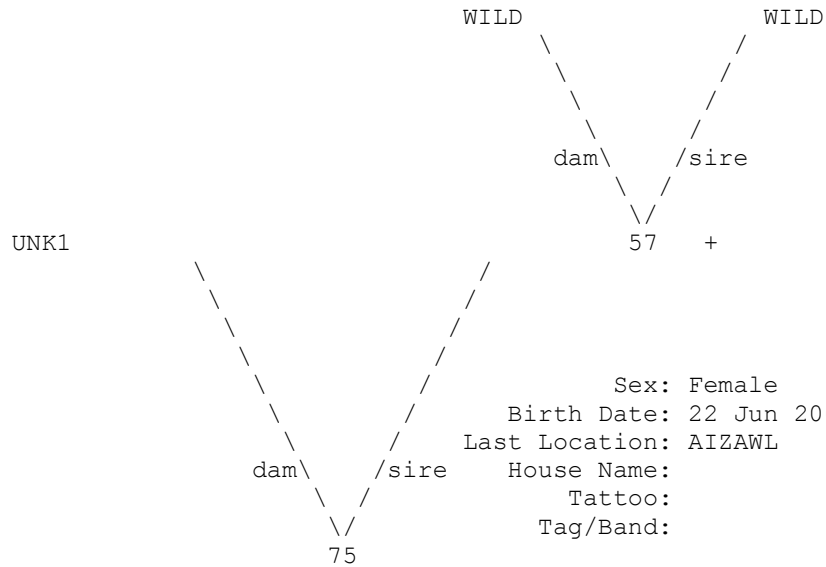 WILD WILD
dam sire
UNK1 57 +
Sex: Female
Birth Date: 22 Jun 20
Last Location: AIZAWL
dam sire House Name:
Tattoo:
Tag/Band:
75